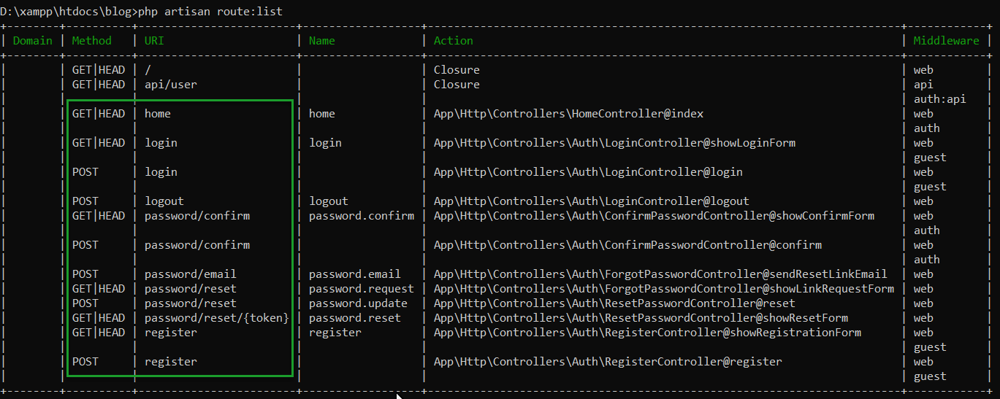 D:\xampp\htdocs\blog>php artisan route:list
+--------+----------+------------------------+------------------+------------------------------------------------------------------------+------------+
| Domain | Method   | URI                    | Name             | Action                                                                 | Middleware |
+--------+----------+------------------------+------------------+------------------------------------------------------------------------+------------+
|        | GET|HEAD | /                      |                  | Closure                                                                | web        |
|        | GET|HEAD | api/user               |                  | Closure                                                                | api        |
|        |          |                        |                  |                                                                        | auth:api   |
|        | GET|HEAD | home                   | home             | App\Http\Controllers\HomeController@index                              | web        |
|        |          |                        |                  |                                                                        | auth       |
|        | GET|HEAD | login                  | login            | App\Http\Controllers\Auth\LoginController@showLoginForm                | web        |
|        |          |                        |                  |                                                                        | guest      |
|        | POST     | login                  |                  | App\Http\Controllers\Auth\LoginController@login                        | web        |
|        |          |                        |                  |                                                                        | guest      |
|        | POST     | logout                 | logout           | App\Http\Controllers\Auth\LoginController@logout                       | web        |
|        | GET|HEAD | password/confirm       | password.confirm | App\Http\Controllers\Auth\ConfirmPasswordController@showConfirmForm    | web        |
|        |          |                        |                  |                                                                        | auth       |
|        | POST     | password/confirm       |                  | App\Http\Controllers\Auth\ConfirmPasswordController@confirm            | web        |
|        |          |                        |                  |                                                                        | auth       |
|        | POST     | password/email         | password.email   | App\Http\Controllers\Auth\ForgotPasswordController@sendResetLinkEmail  | web        |
|        | GET|HEAD | password/reset         | password.request | App\Http\Controllers\Auth\ForgotPasswordController@showLinkRequestForm | web        |
|        | POST     | password/reset         | password.update  | App\Http\Controllers\Auth\ResetPasswordController@reset                | web        |
|        | GET|HEAD | password/reset/{token} | password.reset   | App\Http\Controllers\Auth\ResetPasswordController@showResetForm        | web        |
|        | GET|HEAD | register               | register         | App\Http\Controllers\Auth\RegisterController@showRegistrationForm      | web        |
|        |          |                        |                  |                                                                        | guest      |
|        | POST     | register               |                  | App\Http\Controllers\Auth\RegisterController@register                  | web        |
|        |          |                        |                  |                                                                        | guest      |
+--------+----------+------------------------+------------------+------------------------------------------------------------------------+------------+